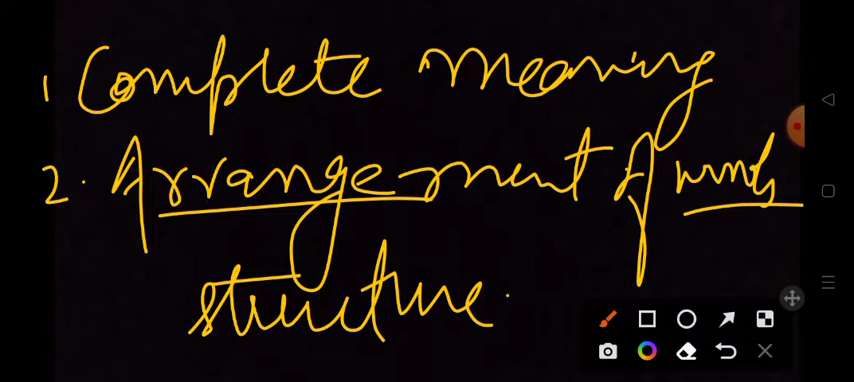 1 Complete meaning
2. Arrangement of words
structure.